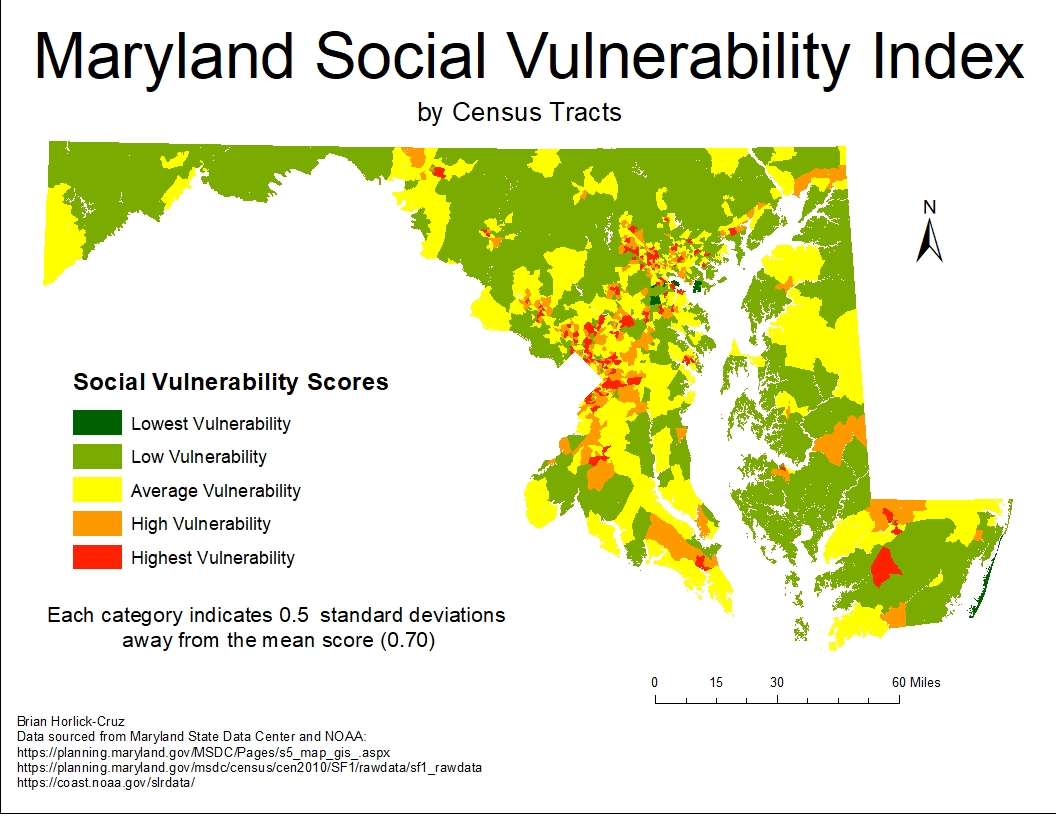 Maryland Social Vulnerability Index
by Census Tracts
N
Social Vulnerability Scores
Lowest Vulnerability
Low Vulnerability
Average Vulnerability
High Vulnerability
Highest Vulnerability
Each category indicates 0.5 standard deviations
away from the mean score (0.70)
0 15 30 60 Miles
Brian Horlick-Cruz
Data sourced from Maryland State Data Center and NOAA:
https://planning.maryland.gov/MSDC/Pages/s5_map_gis_.aspx
https://planning.maryland.gov/msdc/census/cen2010/SF1/rawdata/sf1_rawdata
https://coast.noaa.gov/slrdata/